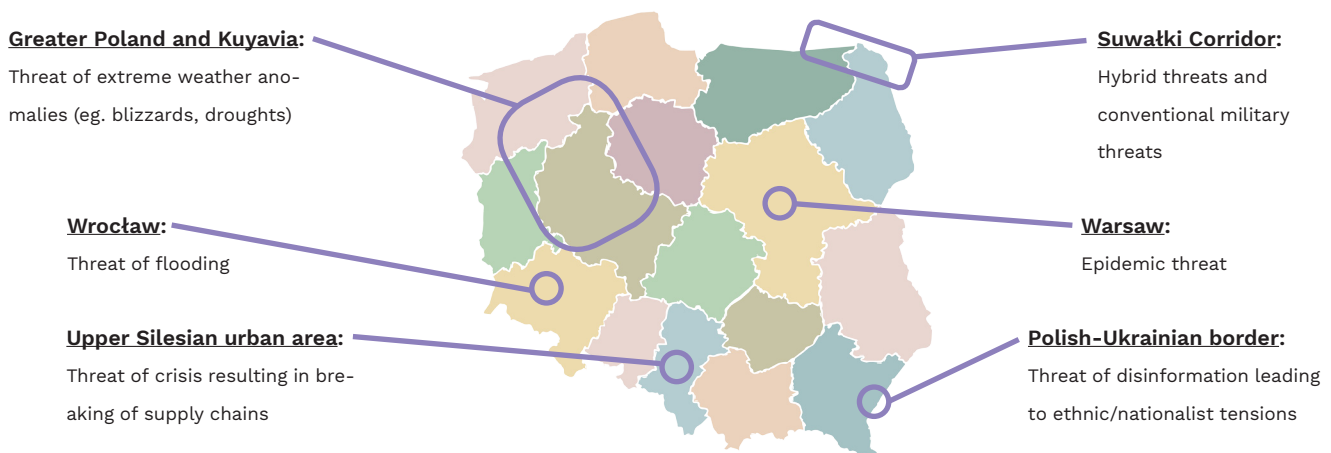 Greater Poland and Kuyavia:
Threat of extreme weather ano-
malies (eg. blizzards, droughts)
Wrocław:
Threat of flooding
Upper Silesian urban area:
Threat of crisis resulting in bre-
aking of supply chains
Suwałki Corridor:
Hybrid threats and
conventional military
threats
Warsaw:
Epidemic threat
Polish-Ukrainian border:
Threat of disinformation leading
to ethnic/nationalist tensions